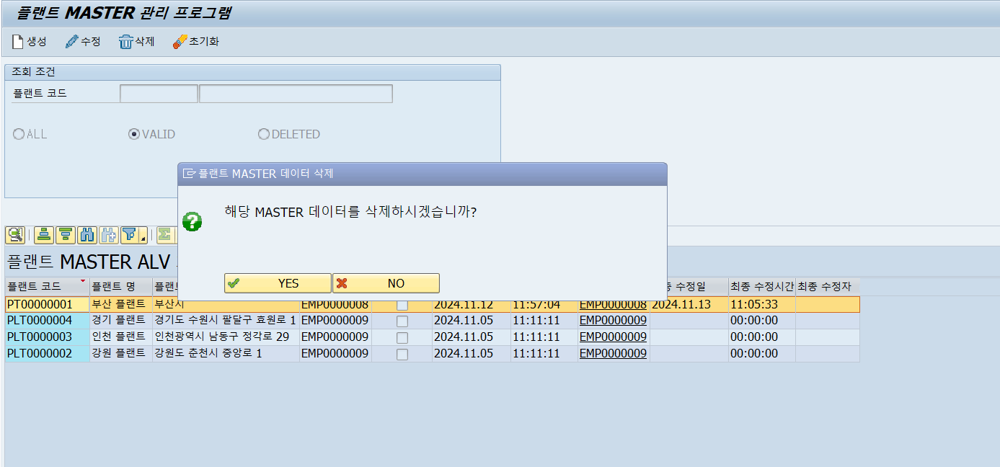 플랜트 MASTER 관리 프로그램
생성 수정 삭제 초기화
조회 조건
플랜트 코드
ALL VALID DELETED
플랜트 MASTER 데이터 삭제
해당 MASTER 데이터를 삭제하시겠습니까?
YES NO
플랜트 MASTER ALV
플랜트 코드 플랜트 명 플랜트 수정일 최종 수정시간 최종 수정자
PT00000001 부산 플랜트 부산시 EMP0000008 2024.11.12 11:57:04 EMP0000008 2024.11.13 11:05:33
PLT0000004 경기 플랜트 경기도 수원시 팔달구 효원로 1 EMP0000009 2024.11.05 11:11:11 EMP0000009 00:00:00
PLT0000003 인천 플랜트 인천광역시 남동구 정각로 29 EMP0000009 2024.11.05 11:11:11 EMP0000009 00:00:00
PLT0000002 강원 플랜트 강원도 춘천시 중앙로 1 EMP0000009 2024.11.05 11:11:11 EMP0000009 00:00:00